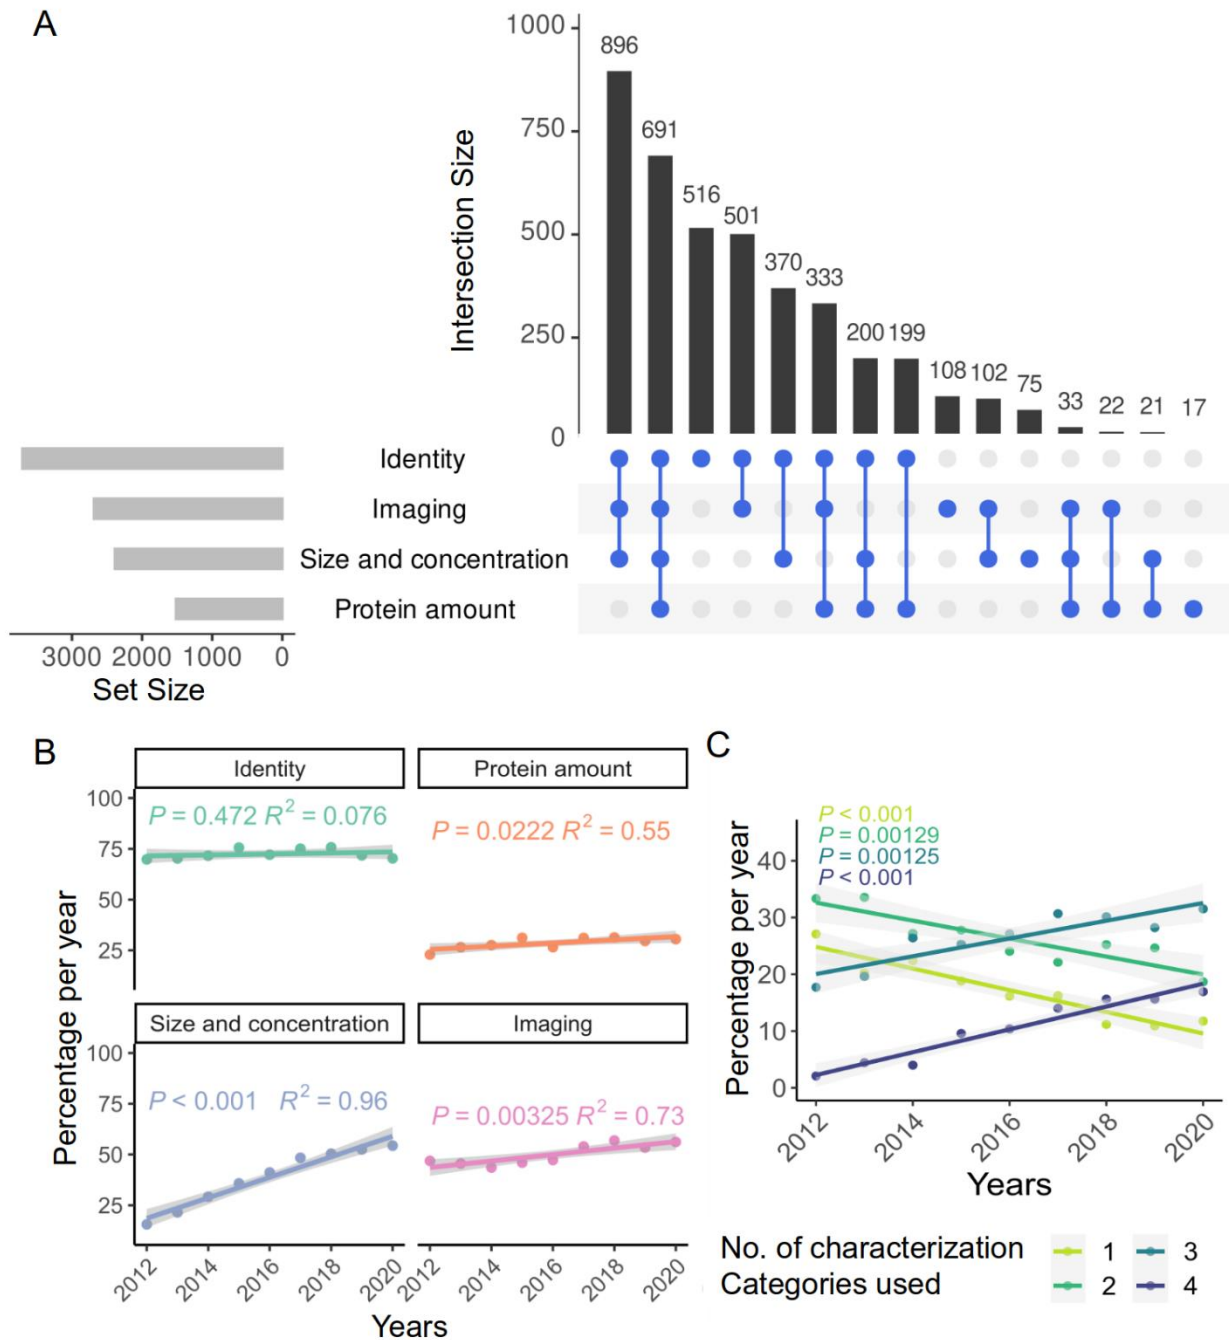 A
1000
750
500
250
0
Intersection Size
896
691
516
501
370
333
200
199
108
102
75
33
22
21
17
Identity
Imaging
Size and concentration
Protein amount
3000 2000 1000 0
Set Size
B
Identity
Protein amount
100
75
50
25
P = 0.472 R² = 0.076
P = 0.0222 R² = 0.55
Percentage per year
Size and concentration
Imaging
100
75
50
25
P < 0.001 R² = 0.96
P = 0.00325 R² = 0.73
2012 2014 2016 2018 2020
2012 2014 2016 2018 2020
Years
C
P < 0.001
P = 0.00129
P = 0.00125
P < 0.001
Percentage per year
40
30
20
10
0
2012 2014 2016 2018 2020
Years
No. of characterization
Categories used
1
2
3
4